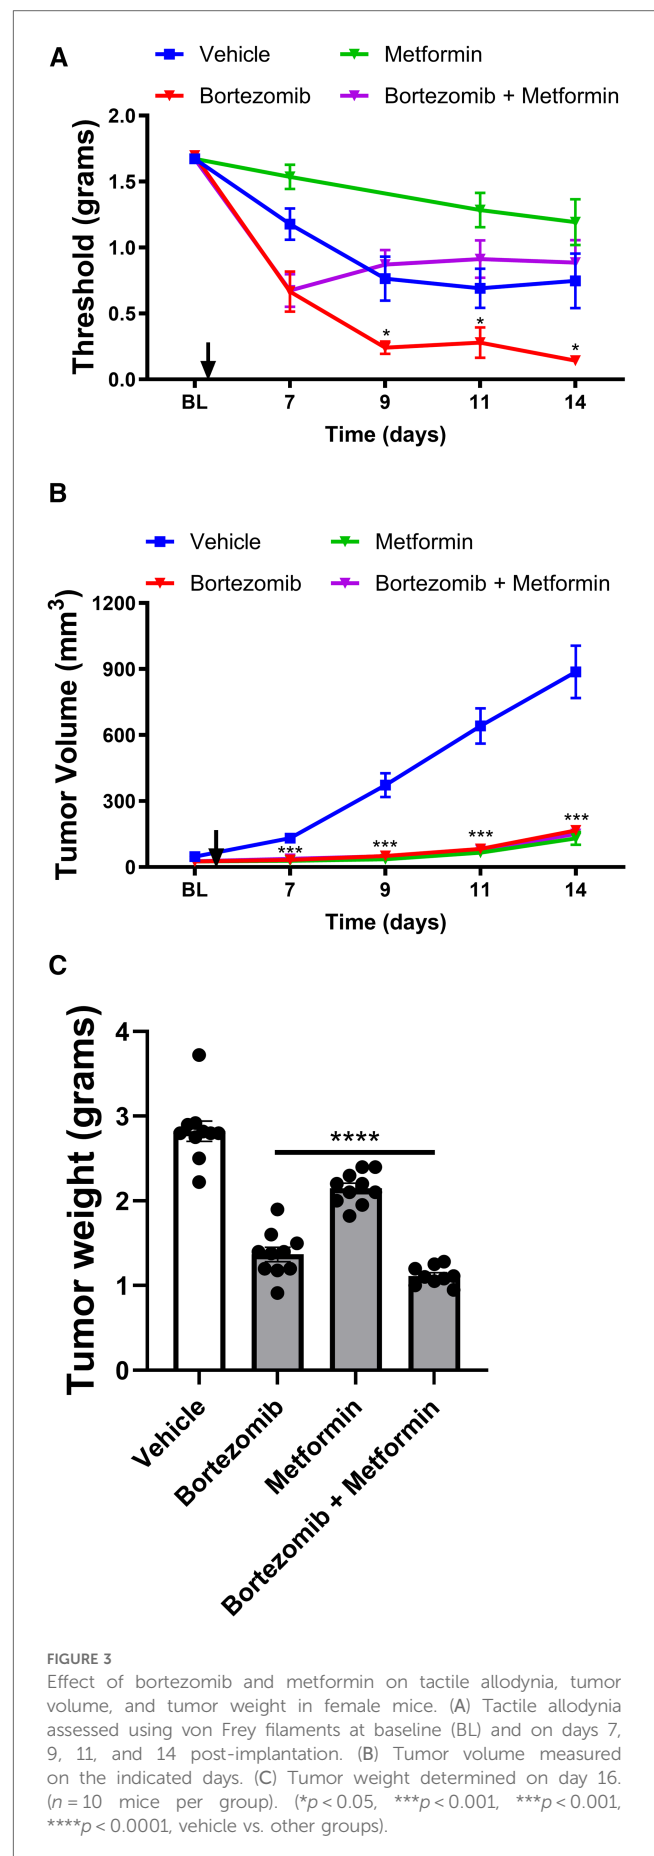 A
Vehicle
Metformin
Bortezomib
Bortezomib + Metformin
Threshold (grams)
2.0
1.5
1.0
0.5
0.0
*
*
*
BL
7
9
11
14
Time (days)
B
Vehicle
Metformin
Bortezomib
Bortezomib + Metformin
Tumor Volume (mm³)
1200
900
600
300
0
***
***
***
***
BL
7
9
11
14
Time (days)
C
Tumor weight (grams)
4
3
2
1
0
****
Vehicle
Bortezomib
Metformin
Bortezomib + Metformin
FIGURE 3
Effect of bortezomib and metformin on tactile allodynia, tumor
volume, and tumor weight in female mice. (A) Tactile allodynia
assessed using von Frey filaments at baseline (BL) and on days 7,
9, 11, and 14 post-implantation. (B) Tumor volume measured
on the indicated days. (C) Tumor weight determined on day 16.
(n = 10 mice per group). (*p < 0.05, ***p < 0.001, ***p < 0.001,
****p < 0.0001, vehicle vs. other groups).